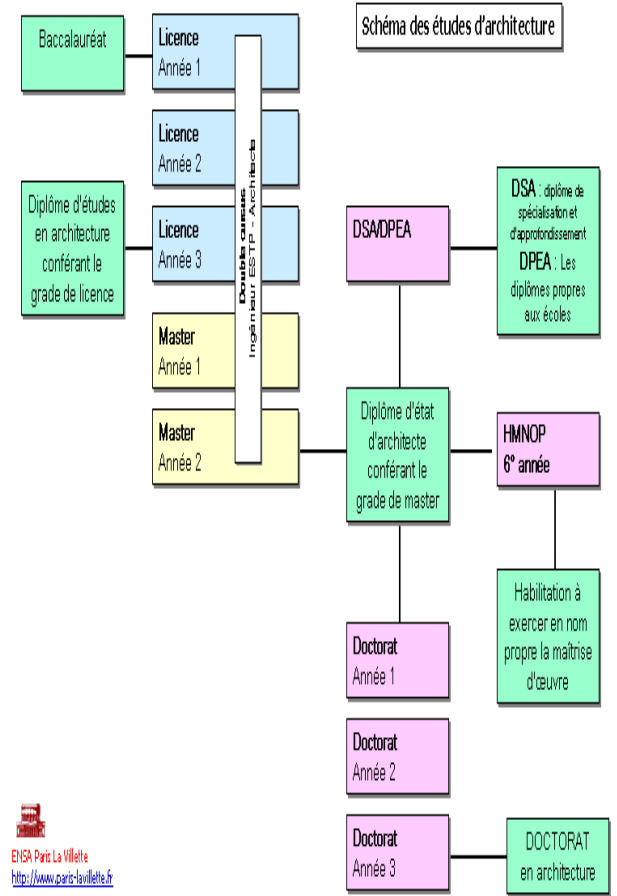 Schéma des études d'architecture
Baccalauréat
Licence
Année 1
Licence
Année 2
Diplôme d'études
en architecture
conférant le
grade de licence
Licence
Année 3
Master
Année 1
Master
Année 2
Double cursus
Ingénieur ESTP - Architecte
DSA/DPEA
DSA : diplôme de
spécialisation et
d'approfondissement
DPEA : Les
diplômes propres
aux écoles
Diplôme d'état
d'architecte
conférant le
grade de master
HMNOP
6° année
Habilitation à
exercer en nom
propre la maîtrise
d'œuvre
Doctorat
Année 1
Doctorat
Année 2
Doctorat
Année 3
DOCTORAT
en architecture
ENSA Paris La Villette
http://www.paris-lavillette.fr